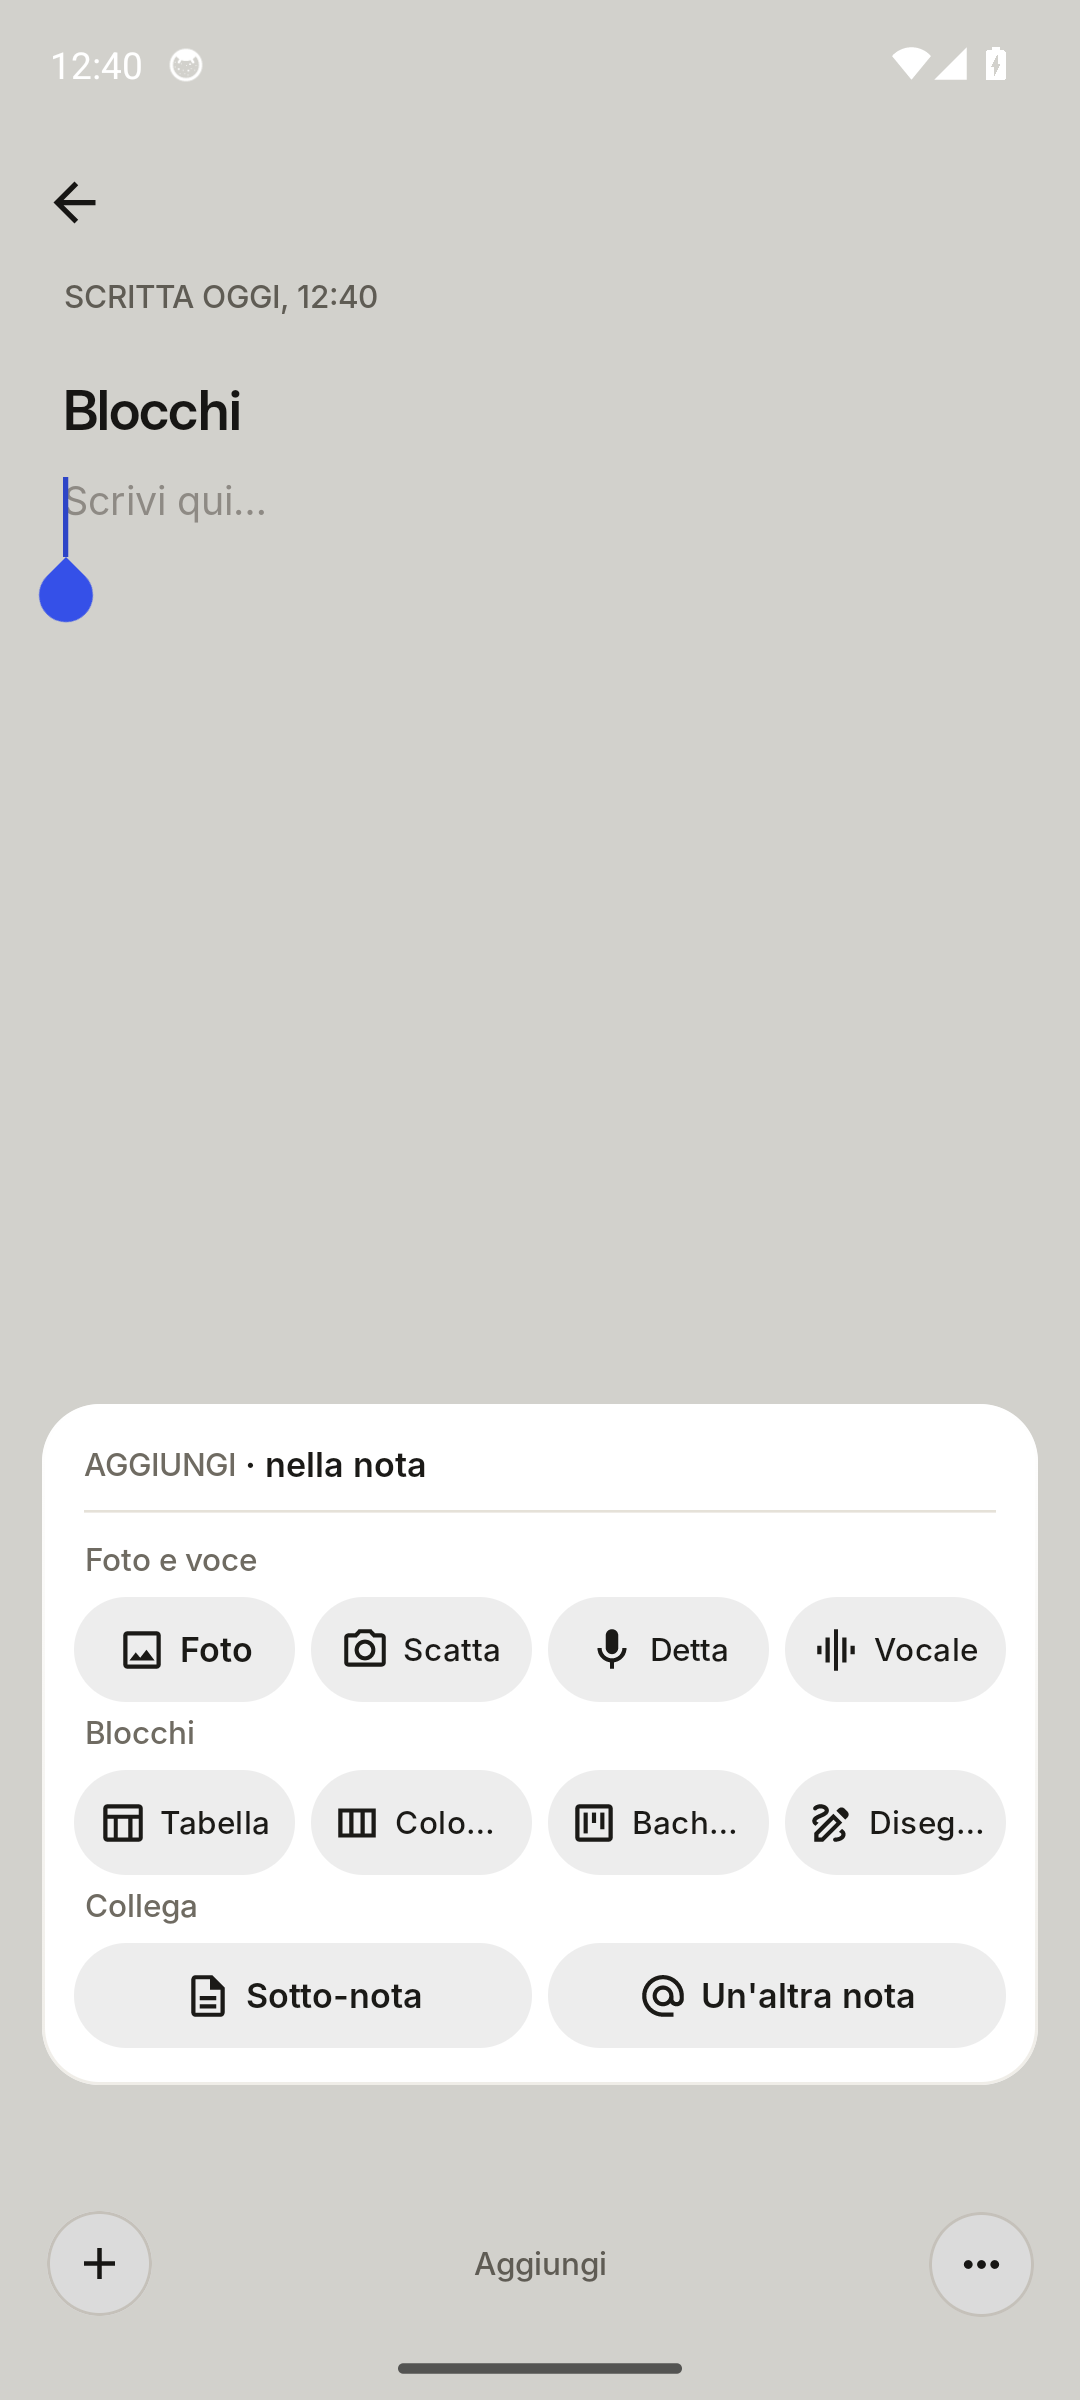 12:40
SCRITTA OGGI, 12:40
Blocchi
Scrivi qui...
AGGIUNGI · nella nota
Foto e voce
Foto Scatta Detta Vocale
Blocchi
Tabella Colo... Bach... Diseg...
Collega
Sotto-nota Un'altra nota
Aggiungi